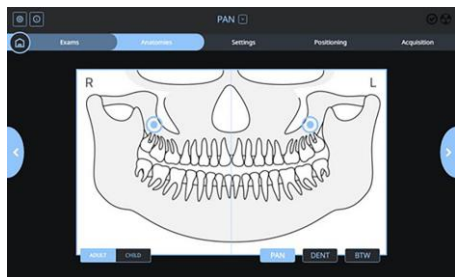 PAN
Exams Anatomies Settings Positioning Acquisition
R L
ADULT CHILD PAN DENT BTW